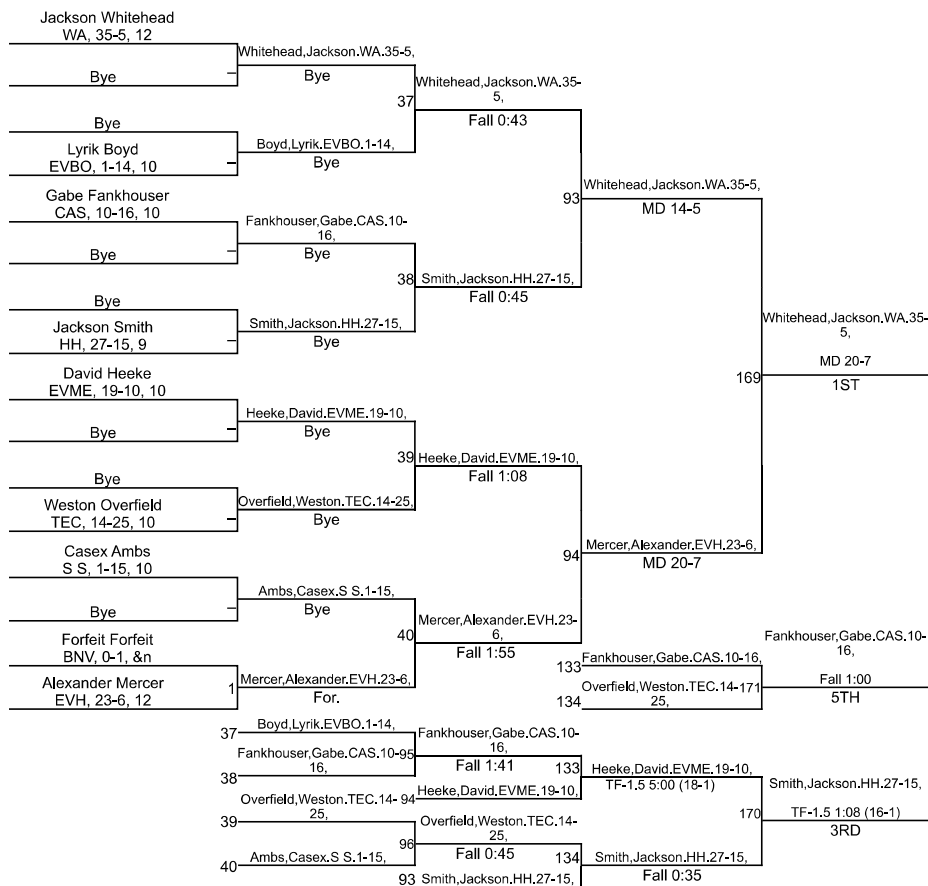 Jackson Whitehead
WA, 35-5, 12
Whitehead,Jackson.WA.35-5,
Bye
Bye
Whitehead,Jackson.WA.35-
5,
37
Fall 0:43
Bye
Lyrik Boyd
EVBO, 1-14, 10
Boyd,Lyrik.EVBO.1-14,
Bye
Whitehead,Jackson.WA.35-5,
93
MD 14-5
Gabe Fankhouser
CAS, 10-16, 10
Fankhouser,Gabe.CAS.10-
16,
Bye
Bye
38
Smith,Jackson.HH.27-15,
Fall 0:45
Bye
Jackson Smith
HH, 27-15, 9
Smith,Jackson.HH.27-15,
Bye
Whitehead,Jackson.WA.35-
5,
MD 20-7
169
1ST
David Heeke
EVME, 19-10, 10
Heeke,David.EVME.19-10,
Bye
Bye
39
Heeke,David.EVME.19-10,
Fall 1:08
Bye
Weston Overfield
TEC, 14-25, 10
Overfield,Weston.TEC.14-25,
Bye
94
Mercer,Alexander.EVH.23-6,
MD 20-7
Casex Ambs
S S, 1-15, 10
Ambs,Casex.S S.1-15,
Bye
Bye
40
Mercer,Alexander.EVH.23-
6,
Fall 1:55
Forfeit Forfeit
BNV, 0-1, &n
Alexander Mercer
EVH, 23-6, 12
1
Mercer,Alexander.EVH.23-6,
For.
133
Fankhouser,Gabe.CAS.10-16,
134
Overfield,Weston.TEC.14-
25,
171
Fankhouser,Gabe.CAS.10-
16,
Fall 1:00
5TH
37
Boyd,Lyrik.EVBO.1-14,
38
Fankhouser,Gabe.CAS.10-
16,
95
Fankhouser,Gabe.CAS.10-
16,
Fall 1:41
94
Heeke,David.EVME.19-10,
133
Heeke,David.EVME.19-10,
TF-1.5 5:00 (18-1)
39
Overfield,Weston.TEC.14-
25,
40
Ambs,Casex.S S.1-15,
96
Overfield,Weston.TEC.14-
25,
Fall 0:45
93
Smith,Jackson.HH.27-15,
134
Smith,Jackson.HH.27-15,
Fall 0:35
170
Smith,Jackson.HH.27-15,
TF-1.5 1:08 (16-1)
3RD